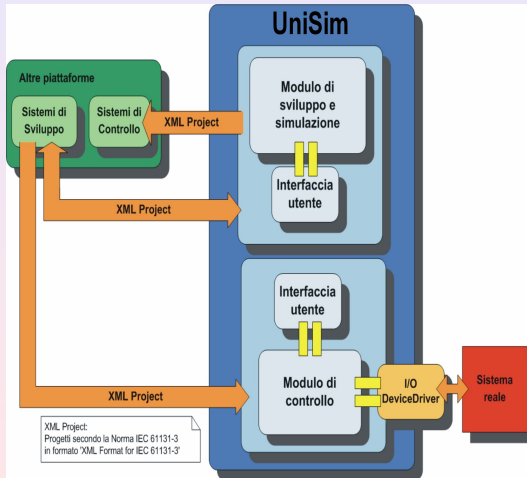 UniSim
Altre piattaforme
Sistemi di
Sviluppo
Sistemi di
Controllo
XML Project
Modulo di
sviluppo e
simulazione
Interfaccia
utente
XML Project
Interfaccia
utente
Modulo di
controllo
I/O
DeviceDriver
Sistema
reale
XML Project
XML Project:
Progetti secondo la Norma IEC 61131-3
in formato 'XML Format for IEC 61131-3'